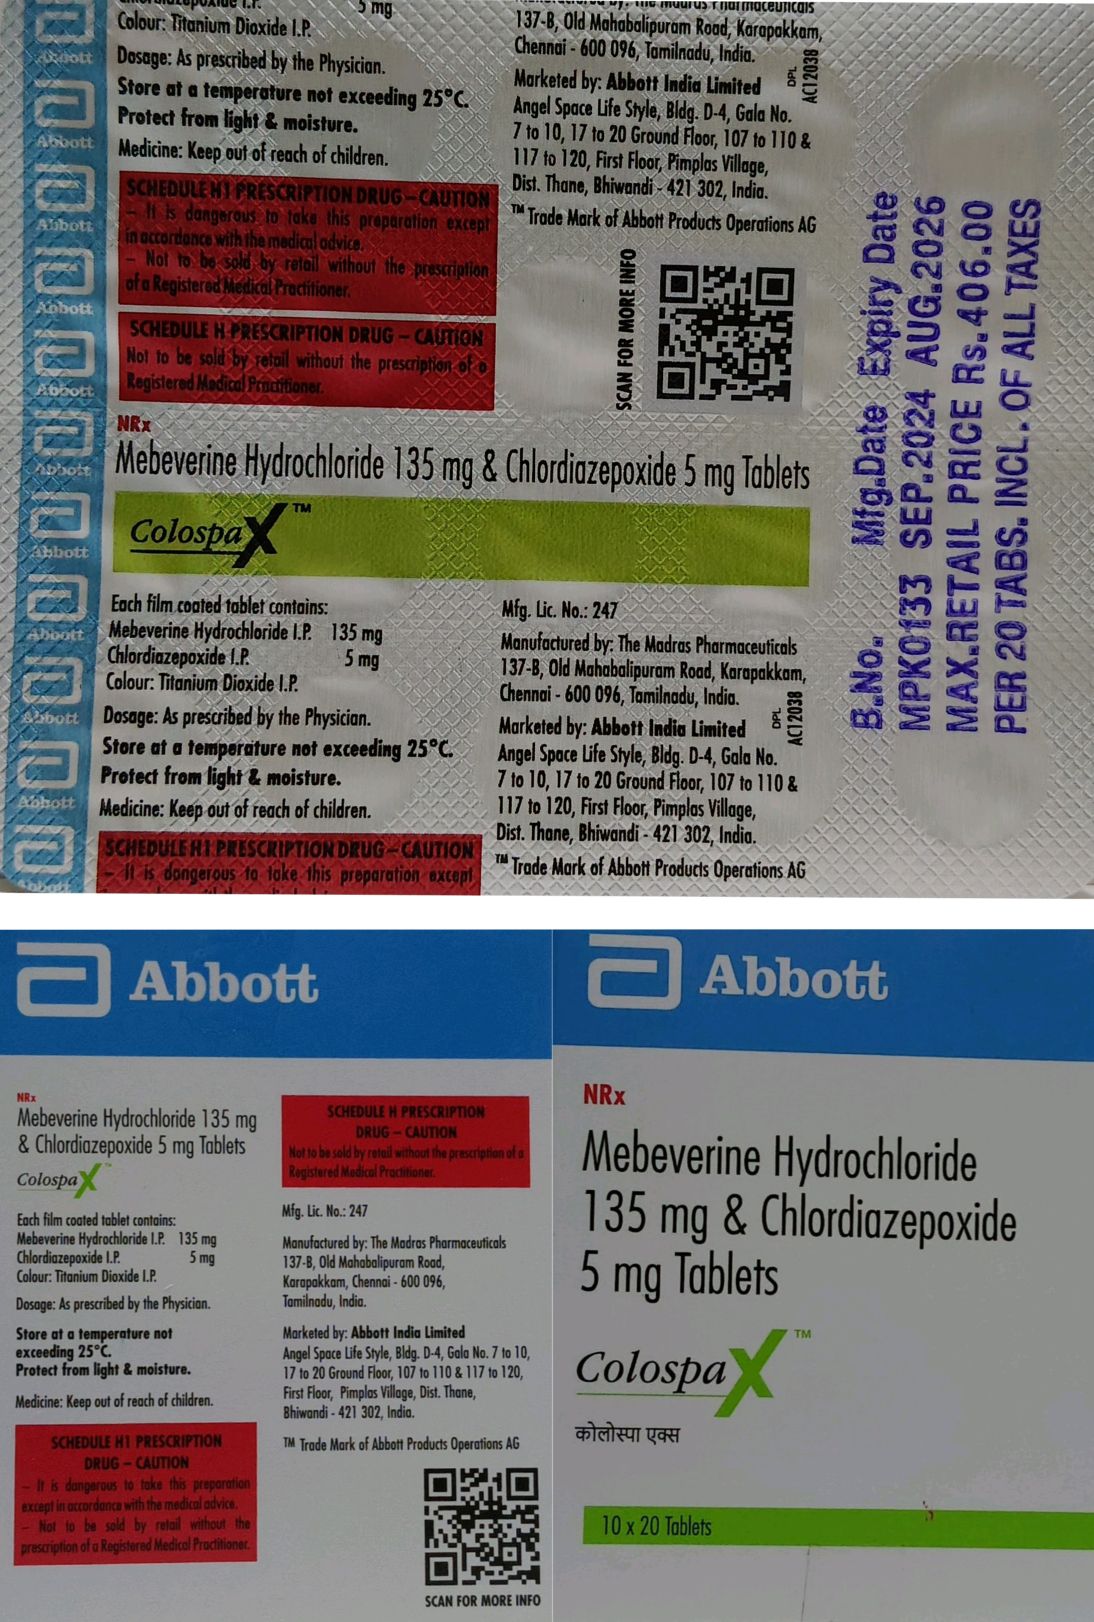 5 mg
Colour: Titanium Dioxide I.P.
Dosage: As prescribed by the Physician.
Store at a temperature not exceeding 25°C.
Protect from light & moisture.
Medicine: Keep out of reach of children.
SCHEDULE H1 PRESCRIPTION DRUG – CAUTION
– It is dangerous to take this preparation except
in accordance with the medical advice.
– Not to be sold by retail without the prescription
of a Registered Medical Practitioner.
SCHEDULE H PRESCRIPTION DRUG – CAUTION
Not to be sold by retail without the prescription of a
Registered Medical Practitioner.
137-B, Old Mahabalipuram Road, Karapakkam,
Chennai - 600 096, Tamilnadu, India.
Marketed by: Abbott India Limited
Angel Space Life Style, Bldg. D-4, Gala No.
7 to 10, 17 to 20 Ground Floor, 107 to 110 &
117 to 120, First Floor, Pimplas Village,
Dist. Thane, Bhiwandi - 421 302, India.
™ Trade Mark of Abbott Products Operations AG
DPL
AC12038
SCAN FOR MORE INFO
NRx
Mebeverine Hydrochloride 135 mg & Chlordiazepoxide 5 mg Tablets
ColospaX™
Each film coated tablet contains:
Mebeverine Hydrochloride I.P. 135 mg
Chlordiazepoxide I.P. 5 mg
Colour: Titanium Dioxide I.P.
Dosage: As prescribed by the Physician.
Store at a temperature not exceeding 25°C.
Protect from light & moisture.
Medicine: Keep out of reach of children.
SCHEDULE H1 PRESCRIPTION DRUG – CAUTION
– It is dangerous to take this preparation except
Mfg. Lic. No.: 247
Manufactured by: The Madras Pharmaceuticals
137-B, Old Mahabalipuram Road, Karapakkam,
Chennai - 600 096, Tamilnadu, India.
Marketed by: Abbott India Limited
Angel Space Life Style, Bldg. D-4, Gala No.
7 to 10, 17 to 20 Ground Floor, 107 to 110 &
117 to 120, First Floor, Pimplas Village,
Dist. Thane, Bhiwandi - 421 302, India.
™ Trade Mark of Abbott Products Operations AG
DPL
AC12038
B.No. Mfg.Date Expiry Date
MPK0133 SEP.2024 AUG.2026
MAX.RETAIL PRICE Rs.406.00
PER 20 TABS. INCL. OF ALL TAXES
Abbott
Abbott
Abbott
Abbott
Abbott
Abbott
Abbott
Abbott
Abbott
Abbott
Abbott
Abbott
NRx
Mebeverine Hydrochloride 135 mg
& Chlordiazepoxide 5 mg Tablets
ColospaX™
Each film coated tablet contains:
Mebeverine Hydrochloride I.P. 135 mg
Chlordiazepoxide I.P. 5 mg
Colour: Titanium Dioxide I.P.
Dosage: As prescribed by the Physician.
Store at a temperature not
exceeding 25°C.
Protect from light & moisture.
Medicine: Keep out of reach of children.
SCHEDULE H1 PRESCRIPTION
DRUG – CAUTION
– It is dangerous to take this preparation
except in accordance with the medical advice.
– Not to be sold by retail without the
prescription of a Registered Medical Practitioner.
SCHEDULE H PRESCRIPTION
DRUG – CAUTION
Not to be sold by retail without the prescription of a
Registered Medical Practitioner.
Mfg. Lic. No.: 247
Manufactured by: The Madras Pharmaceuticals
137-B, Old Mahabalipuram Road,
Karapakkam, Chennai - 600 096,
Tamilnadu, India.
Marketed by: Abbott India Limited
Angel Space Life Style, Bldg. D-4, Gala No. 7 to 10,
17 to 20 Ground Floor, 107 to 110 & 117 to 120,
First Floor, Pimplas Village, Dist. Thane,
Bhiwandi - 421 302, India.
™ Trade Mark of Abbott Products Operations AG
SCAN FOR MORE INFO
Abbott
NRx
Mebeverine Hydrochloride
135 mg & Chlordiazepoxide
5 mg Tablets
ColospaX™
कोलोस्पा एक्स
10 x 20 Tablets